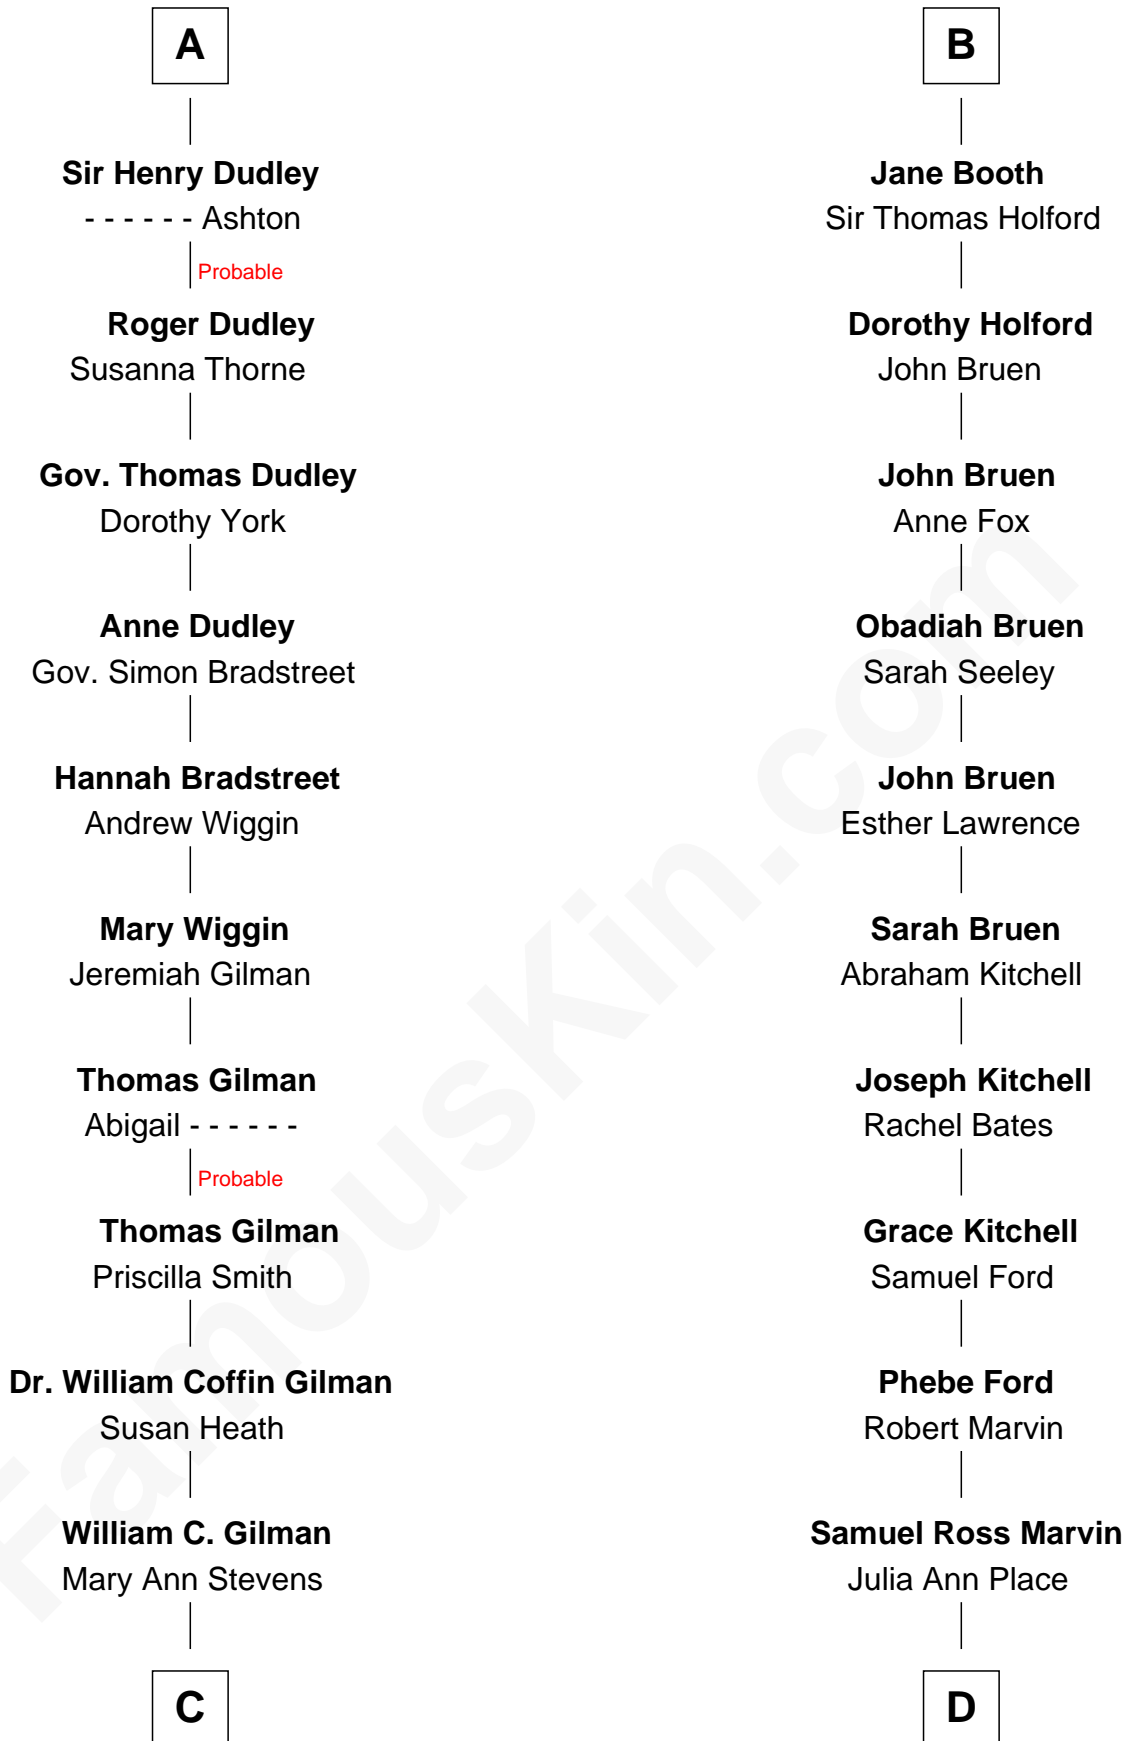 A
Sir Henry Dudley
- - - - - - Ashton
Probable
Roger Dudley
Susanna Thorne
Gov. Thomas Dudley
Dorothy York
Anne Dudley
Gov. Simon Bradstreet
Hannah Bradstreet
Andrew Wiggin
Mary Wiggin
Jeremiah Gilman
Thomas Gilman
Abigail - - - - - -
Probable
Thomas Gilman
Priscilla Smith
Dr. William Coffin Gilman
Susan Heath
William C. Gilman
Mary Ann Stevens
C
B
Jane Booth
Sir Thomas Holford
Dorothy Holford
John Bruen
John Bruen
Anne Fox
Obadiah Bruen
Sarah Seeley
John Bruen
Esther Lawrence
Sarah Bruen
Abraham Kitchell
Joseph Kitchell
Rachel Bates
Grace Kitchell
Samuel Ford
Phebe Ford
Robert Marvin
Samuel Ross Marvin
Julia Ann Place
D
FamousKin.com